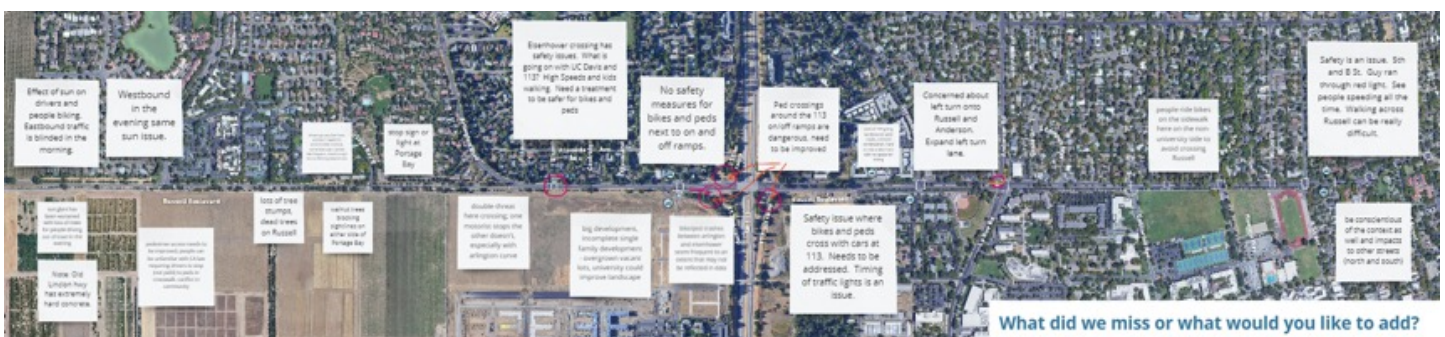 Effect of sun on
drivers and
people biking.
Eastbound traffic
is blinded in the
morning.
Westbound
in the
evening same
sun issue.
stop sign or
light at
Portage
Bay
Eisenhower crossing has
safety issues. What is
going on with UC Davis and
113? High Speeds and kids
walking. Need a treatment
to be safer for bikes and
peds
No safety
measures for
bikes and peds
next to on and
off ramps.
Ped crossings
around the 113
on/off ramps are
dangerous, need
to be improved
Concerned about
left turn onto
Russell and
Anderson.
Expand left turn
lane.
people ride bikes
on the sidewalk
here on the non-
university side to
avoid crossing
Russell
Safety is an issue. 5th
and B St. Guy ran
through red light. See
people speeding all the
time. Walking across
Russell can be really
difficult.
Russell Boulevard
Note: Old
Lincoln hwy
has extremely
hard concrete.
lots of tree
stumps,
dead trees
on Russell
walnut trees
blocking
sightlines on
either side of
Portage Bay
double threat
here crossing; one
motorist stops the
other doesn't,
especially with
arlington curve
big development,
incomplete single
family development
- overgrown vacant
lots, university could
improve landscape
Safety issue where
bikes and peds
cross with cars at
113. Needs to be
addressed. Timing
of traffic lights is an
issue.
be conscientious
of the context
as well and impacts
to other streets
(north and south)
What did we miss or what would you like to add?